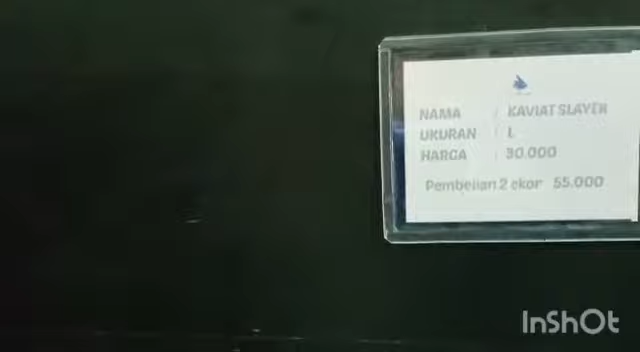 NAMA : KAVIAT SLAYER
UKURAN : L
HARGA : 30.000
Pembelian 2 ekor 55.000
InShOt